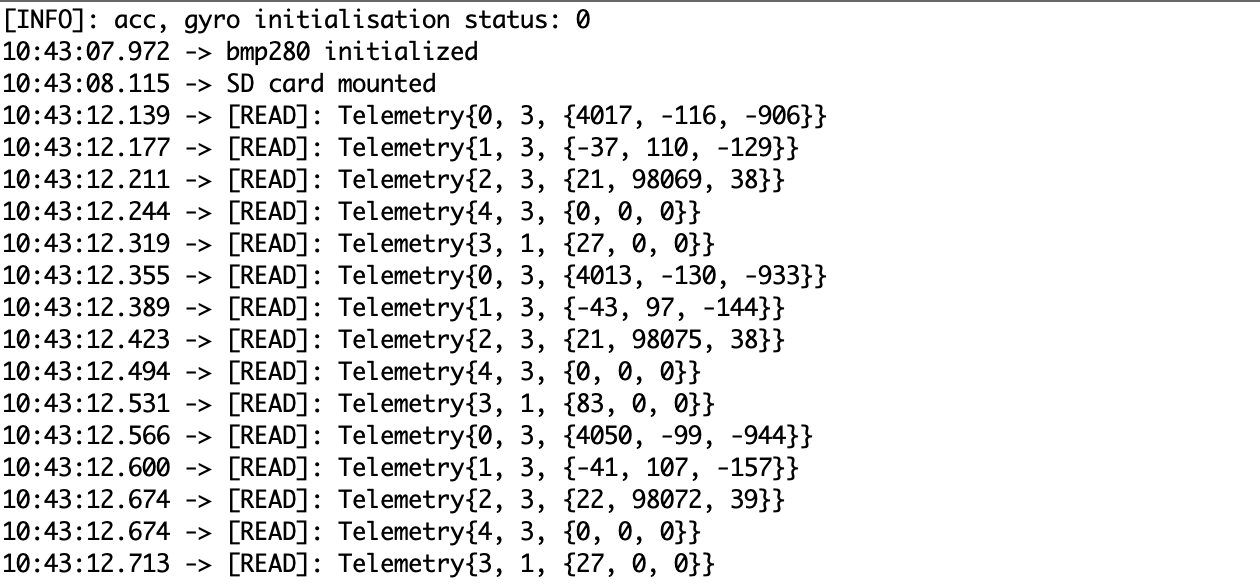 [INFO]: acc, gyro initialisation status: 0
10:43:07.972 -> bmp280 initialized
10:43:08.115 -> SD card mounted
10:43:12.139 -> [READ]: Telemetry{0, 3, {4017, -116, -906}}
10:43:12.177 -> [READ]: Telemetry{1, 3, {-37, 110, -129}}
10:43:12.211 -> [READ]: Telemetry{2, 3, {21, 98069, 38}}
10:43:12.244 -> [READ]: Telemetry{4, 3, {0, 0, 0}}
10:43:12.319 -> [READ]: Telemetry{3, 1, {27, 0, 0}}
10:43:12.355 -> [READ]: Telemetry{0, 3, {4013, -130, -933}}
10:43:12.389 -> [READ]: Telemetry{1, 3, {-43, 97, -144}}
10:43:12.423 -> [READ]: Telemetry{2, 3, {21, 98075, 38}}
10:43:12.494 -> [READ]: Telemetry{4, 3, {0, 0, 0}}
10:43:12.531 -> [READ]: Telemetry{3, 1, {83, 0, 0}}
10:43:12.566 -> [READ]: Telemetry{0, 3, {4050, -99, -944}}
10:43:12.600 -> [READ]: Telemetry{1, 3, {-41, 107, -157}}
10:43:12.674 -> [READ]: Telemetry{2, 3, {22, 98072, 39}}
10:43:12.674 -> [READ]: Telemetry{4, 3, {0, 0, 0}}
10:43:12.713 -> [READ]: Telemetry{3, 1, {27, 0, 0}}